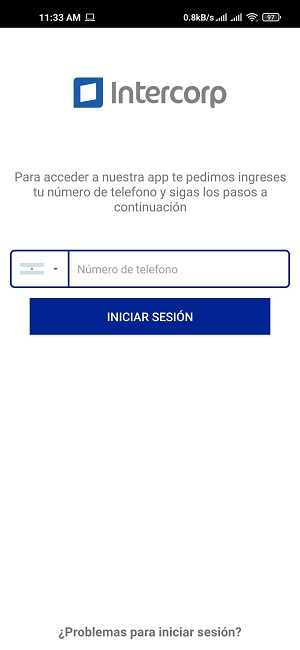 11:33 AM
0.8kB/s
97
Intercorp
Para acceder a nuestra app te pedimos ingreses
tu número de telefono y sigas los pasos a
continuación
Número de telefono
INICIAR SESIÓN
¿Problemas para iniciar sesión?